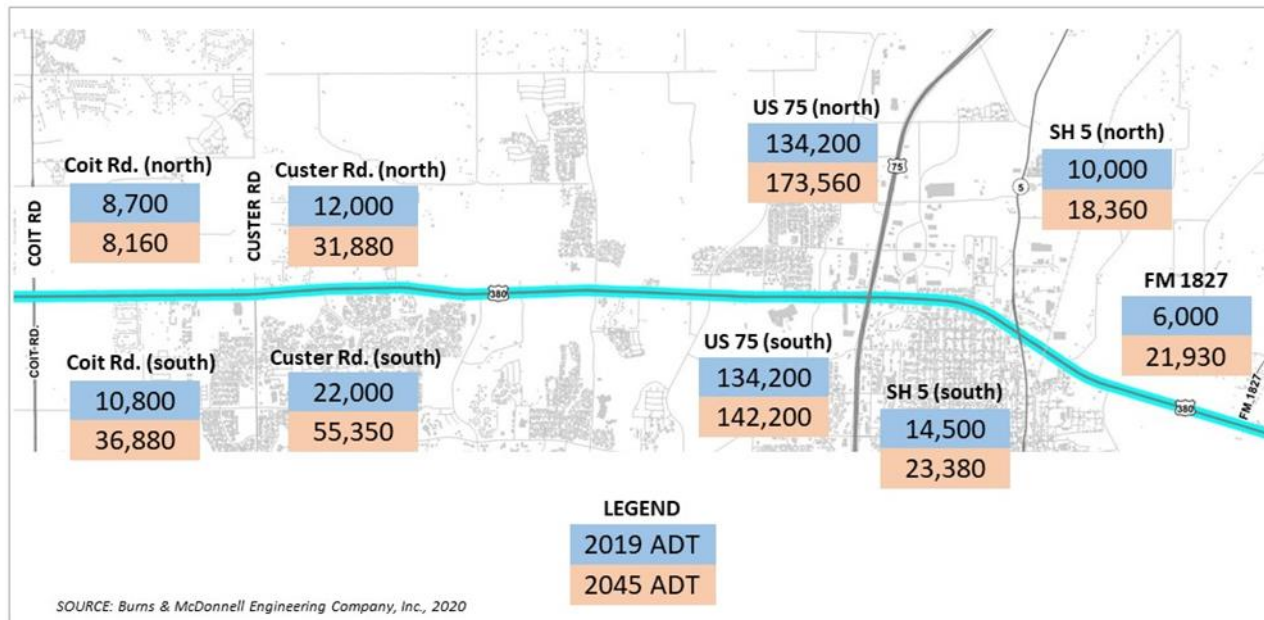 US 75 (north)
134,200
173,560
SH 5 (north)
10,000
18,360
Coit Rd. (north)
8,700
8,160
Custer Rd. (north)
12,000
31,880
COIT RD
CUSTER RD
75
5
380
FM 1827
6,000
21,930
COIT RD.
Coit Rd. (south)
10,800
36,880
Custer Rd. (south)
22,000
55,350
US 75 (south)
134,200
142,200
SH 5 (south)
14,500
23,380
380
FM 1827
LEGEND
2019 ADT
2045 ADT
SOURCE: Burns & McDonnell Engineering Company, Inc., 2020